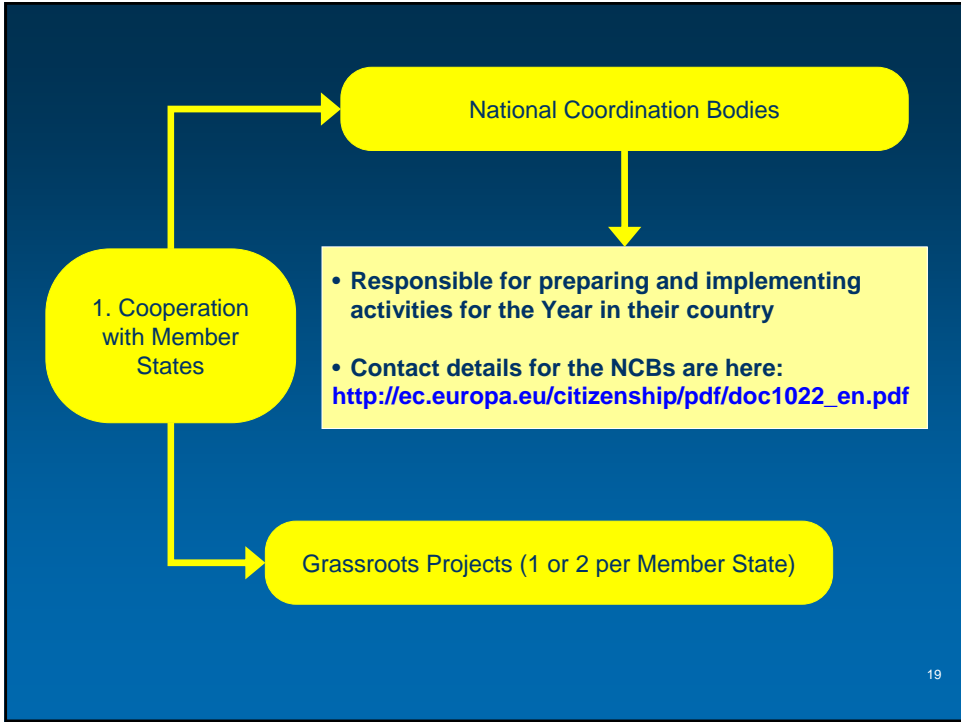 National Coordination Bodies
1. Cooperation
with Member
States
• Responsible for preparing and implementing
activities for the Year in their country
• Contact details for the NCBs are here:
http://ec.europa.eu/citizenship/pdf/doc1022_en.pdf
Grassroots Projects (1 or 2 per Member State)
19